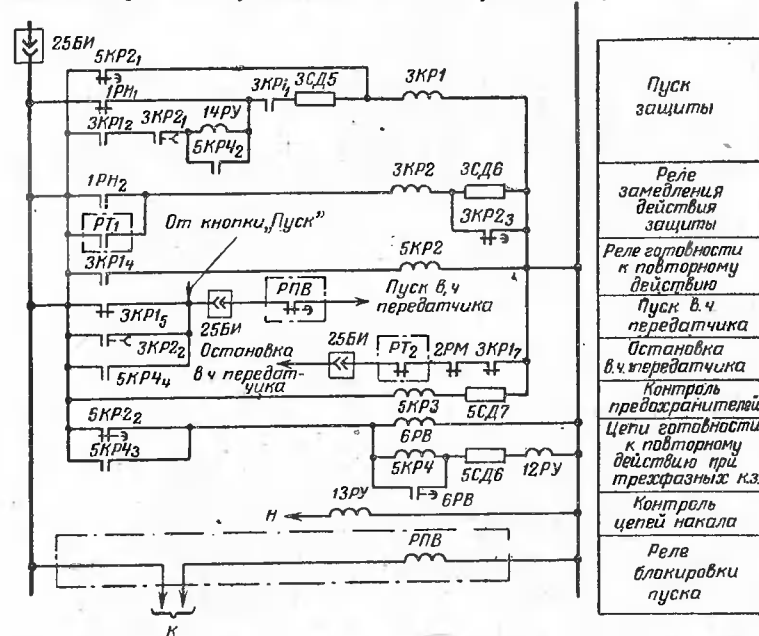 25БИ
5КР2₁
1РН₁
3КР1₁
3СД5
3КР1
3КР1₂
3КР2₁
14РУ
5КР4₂
1РН₂
3КР2
3СД6
РТ₁
3КР2₃
От кнопки „Пуск"
3КР1₄
5КР2
РПВ
Пуск в.ч
передатчика
3КР1₅
25БИ
3КР2₂
Остановка
в ч передат-
чика
25БИ
РТ₂
2РМ
3КР1₇
5КР4₄
5КР3
5СД7
5КР2₂
6РВ
5КР4₃
5КР4
5СД6
12РУ
6РВ
13РУ
Н
РПВ
К
Пуск
защиты
Реле
замедления
действия
защиты
Реле готовности
к повторному
действию
Пуск в.ч.
передатчика
Остановка
в.ч. передатчика
Контроль
предохранителей
Цепи готовности
к повторному
действию при
трехфазных к.з.
Контроль
цепей накала
Реле
блокировки
пуска